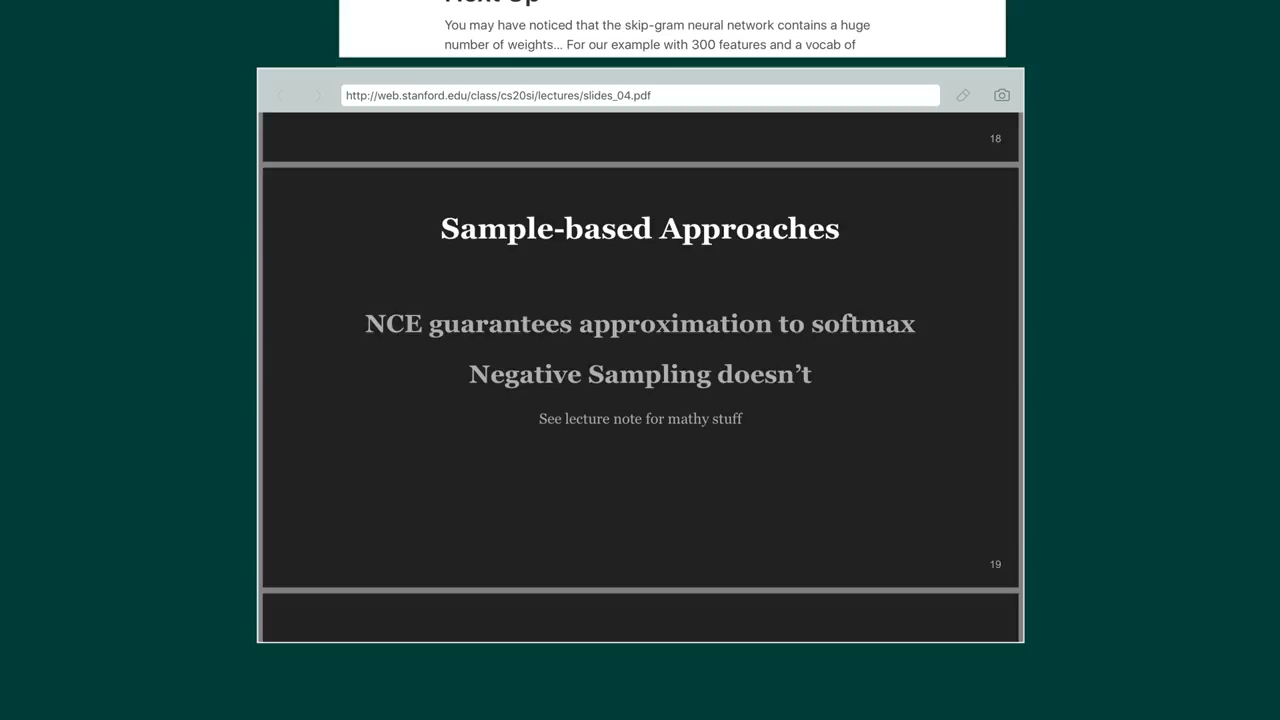 You may have noticed that the skip-gram neural network contains a huge
number of weights... For our example with 300 features and a vocab of
http://web.stanford.edu/class/cs20si/lectures/slides_04.pdf
18
Sample-based Approaches
NCE guarantees approximation to softmax
Negative Sampling doesn’t
See lecture note for mathy stuff
19